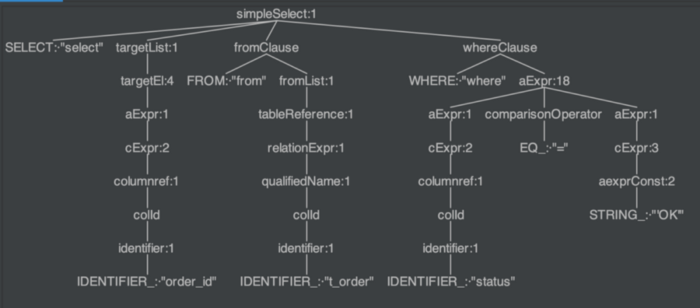 simpleSelect:1
SELECT:"select" targetList:1 fromClause whereClause
targetEl:4 FROM:"from" fromList:1 WHERE:"where" aExpr:18
aExpr:1 tableReference:1 aExpr:1 comparisonOperator aExpr:1
cExpr:2 relationExpr:1 cExpr:2 EQ_:"=" cExpr:3
columnref:1 qualifiedName:1 columnref:1 aexprConst:2
colId colId colId STRING_:"'OK'"
identifier:1 identifier:1 identifier:1
IDENTIFIER_:"order_id" IDENTIFIER_:"t_order" IDENTIFIER_:"status"